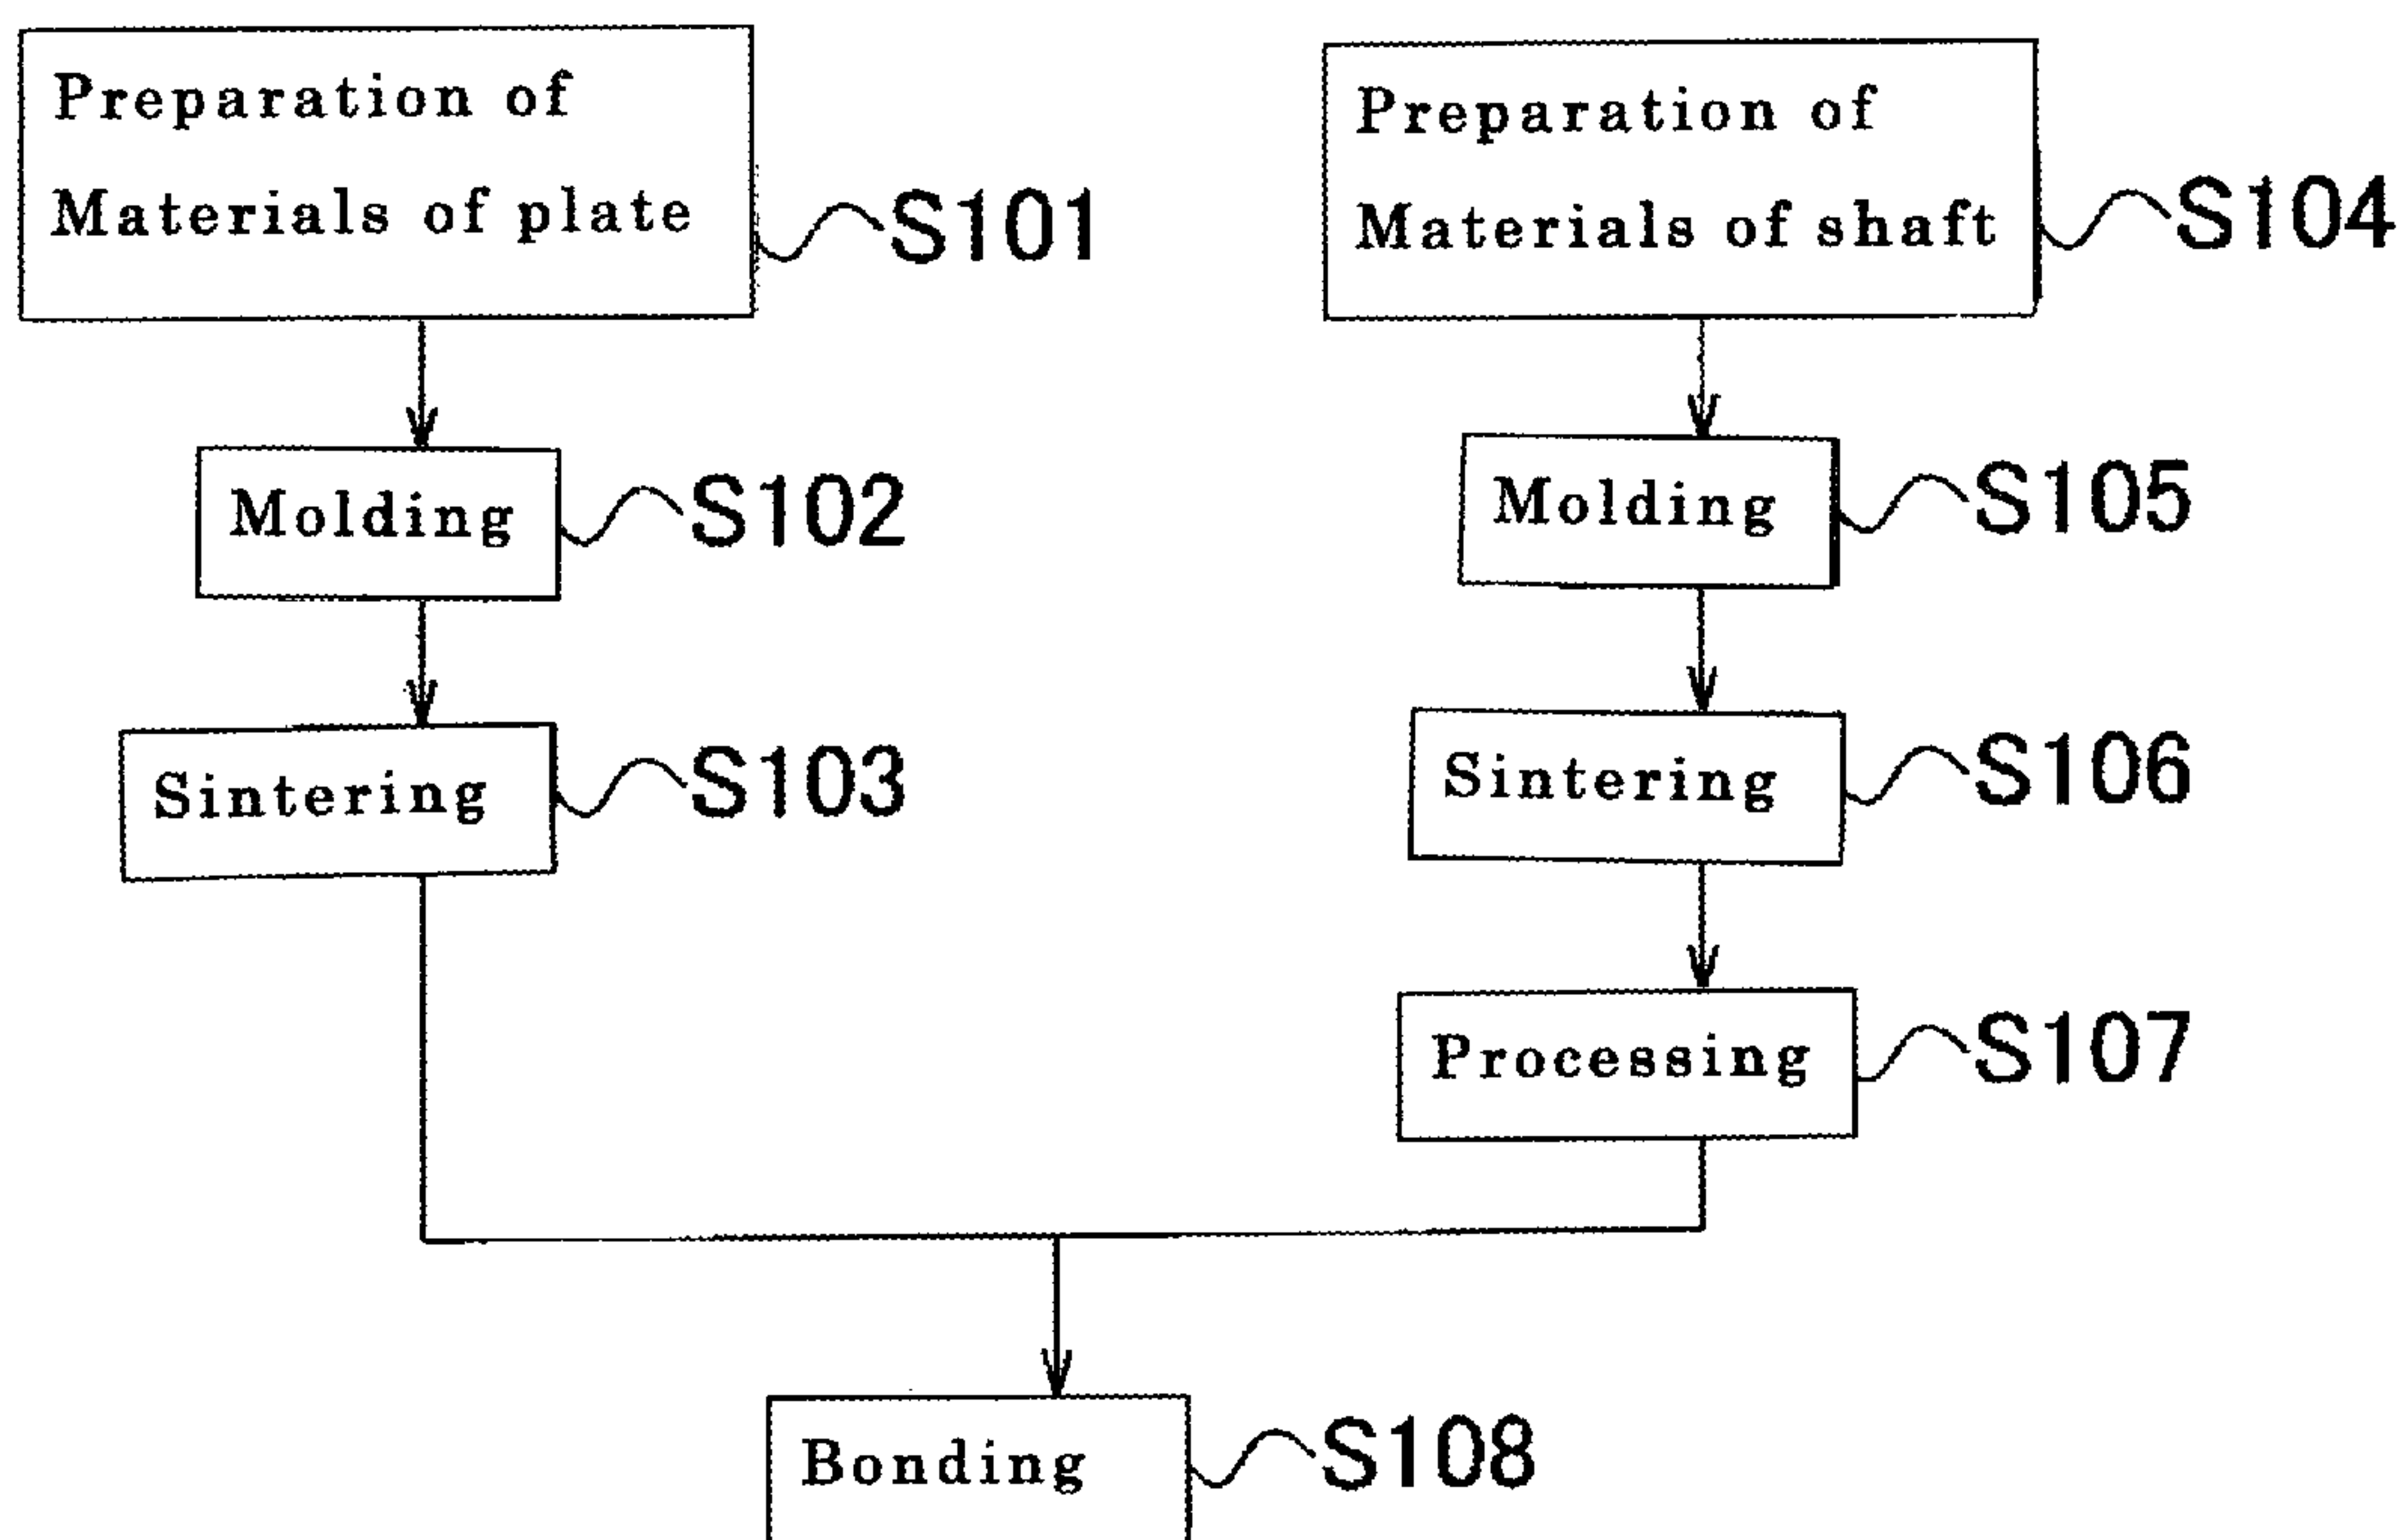 Preparation of
Materials of plate
S101
Preparation of
Materials of shaft
S104
Molding
S102
Molding
S105
Sintering
S103
Sintering
S106
Processing
S107
Bonding
S108